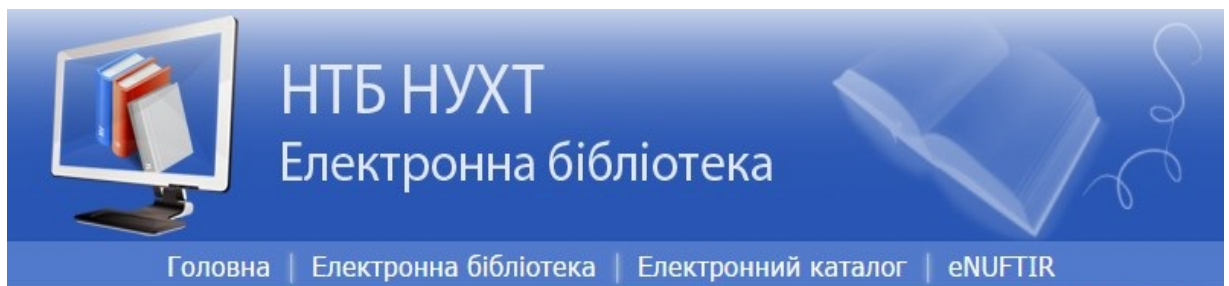 НТБ НУХТ
Електронна бібліотека
Головна | Електронна бібліотека | Електронний каталог | eNUFTIR